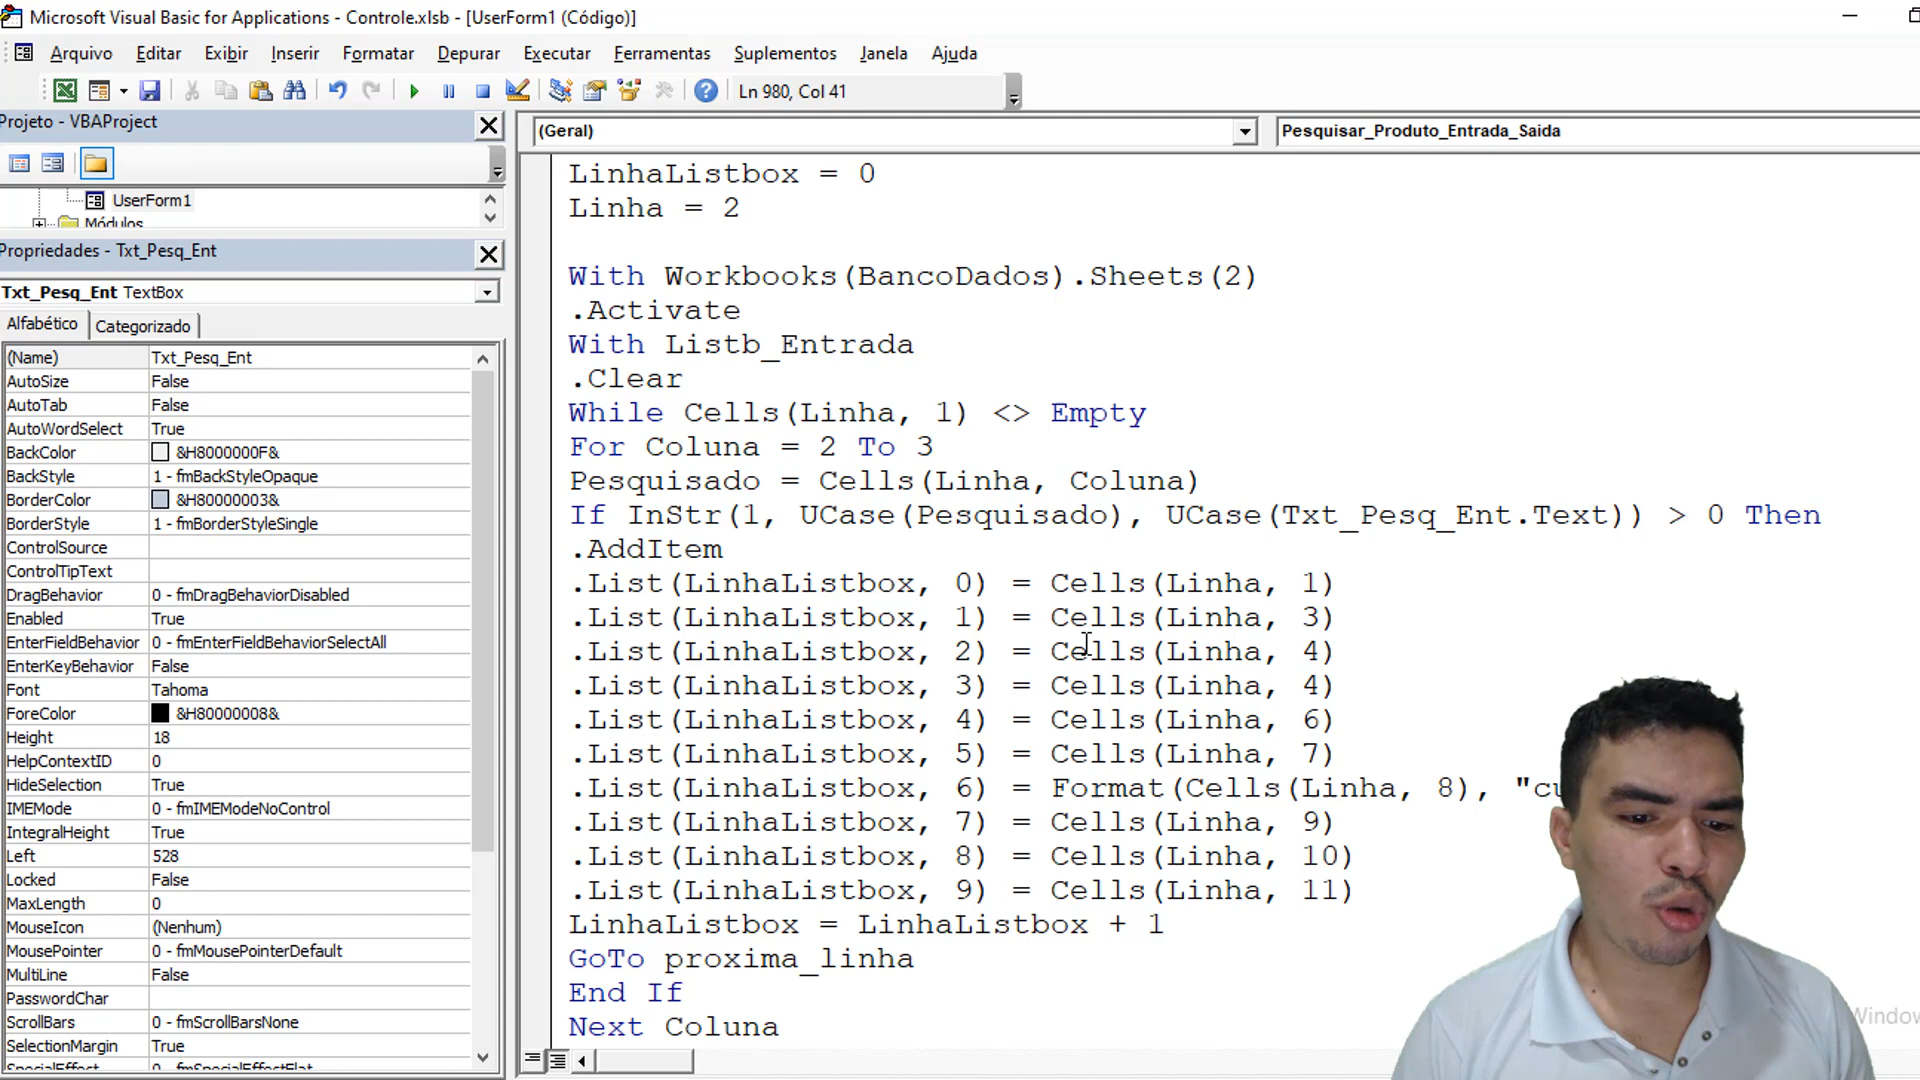 Microsoft Visual Basic for Applications - Controle.xlsb - [UserForm1 (Código)]
Arquivo Editar Exibir Inserir Formatar Depurar Executar Ferramentas Suplementos Janela Ajuda
Ln 980, Col 41
Projeto - VBAProject
UserForm1
Módulos
Propriedades - Txt_Pesq_Ent
Txt_Pesq_Ent TextBox
Alfabético Categorizado
(Name) Txt_Pesq_Ent
AutoSize False
AutoTab False
AutoWordSelect True
BackColor &H8000000F&
BackStyle 1 - fmBackStyleOpaque
BorderColor &H80000003&
BorderStyle 1 - fmBorderStyleSingle
ControlSource
ControlTipText
DragBehavior 0 - fmDragBehaviorDisabled
Enabled True
EnterFieldBehavior 0 - fmEnterFieldBehaviorSelectAll
EnterKeyBehavior False
Font Tahoma
ForeColor &H80000008&
Height 18
HelpContextID 0
HideSelection True
IMEMode 0 - fmIMEModeNoControl
IntegralHeight True
Left 528
Locked False
MaxLength 0
MouseIcon (Nenhum)
MousePointer 0 - fmMousePointerDefault
MultiLine False
PasswordChar
ScrollBars 0 - fmScrollBarsNone
SelectionMargin True
SpecialEffect 0 - fmSpecialEffectFlat
(Geral) Pesquisar_Produto_Entrada_Saida
LinhaListbox = 0
Linha = 2
With Workbooks(BancoDados).Sheets(2)
.Activate
With Listb_Entrada
.Clear
While Cells(Linha, 1) <> Empty
For Coluna = 2 To 3
Pesquisado = Cells(Linha, Coluna)
If InStr(1, UCase(Pesquisado), UCase(Txt_Pesq_Ent.Text)) > 0 Then
.AddItem
.List(LinhaListbox, 0) = Cells(Linha, 1)
.List(LinhaListbox, 1) = Cells(Linha, 3)
.List(LinhaListbox, 2) = Cells(Linha, 4)
.List(LinhaListbox, 3) = Cells(Linha, 4)
.List(LinhaListbox, 4) = Cells(Linha, 6)
.List(LinhaListbox, 5) = Cells(Linha, 7)
.List(LinhaListbox, 6) = Format(Cells(Linha, 8), "cu
.List(LinhaListbox, 7) = Cells(Linha, 9)
.List(LinhaListbox, 8) = Cells(Linha, 10)
.List(LinhaListbox, 9) = Cells(Linha, 11)
LinhaListbox = LinhaListbox + 1
GoTo proxima_linha
End If
Next Coluna
Window